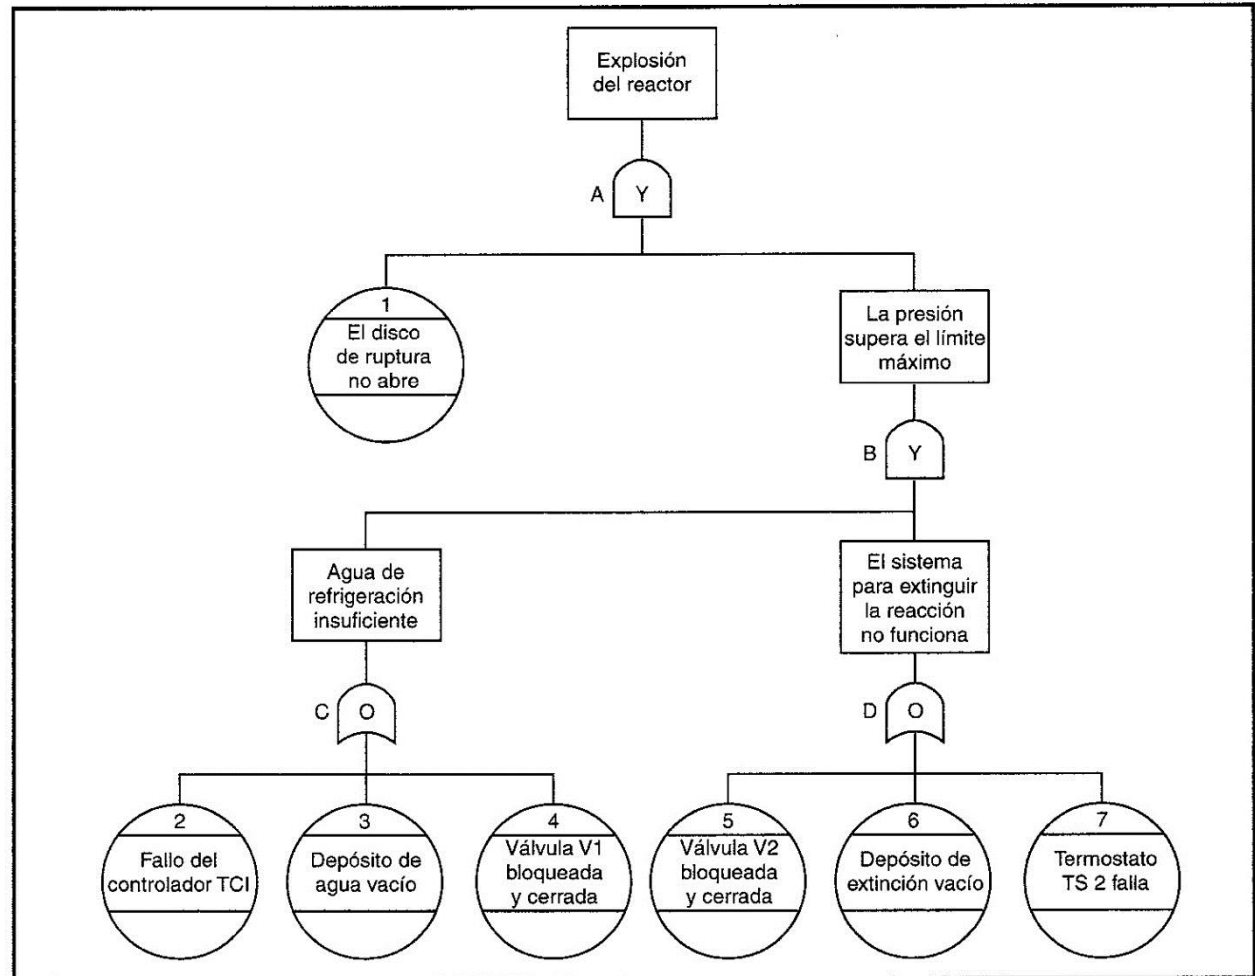 Explosión
del reactor
A
Y
1
El disco
de ruptura
no abre
La presión
supera el límite
máximo
B
Y
Agua de
refrigeración
insuficiente
El sistema
para extinguir
la reacción
no funciona
C
O
D
O
2
Fallo del
controlador TCI
3
Depósito de
agua vacío
4
Válvula V1
bloqueada
y cerrada
5
Válvula V2
bloqueada
y cerrada
6
Depósito de
extinción vacío
7
Termostato
TS 2 falla